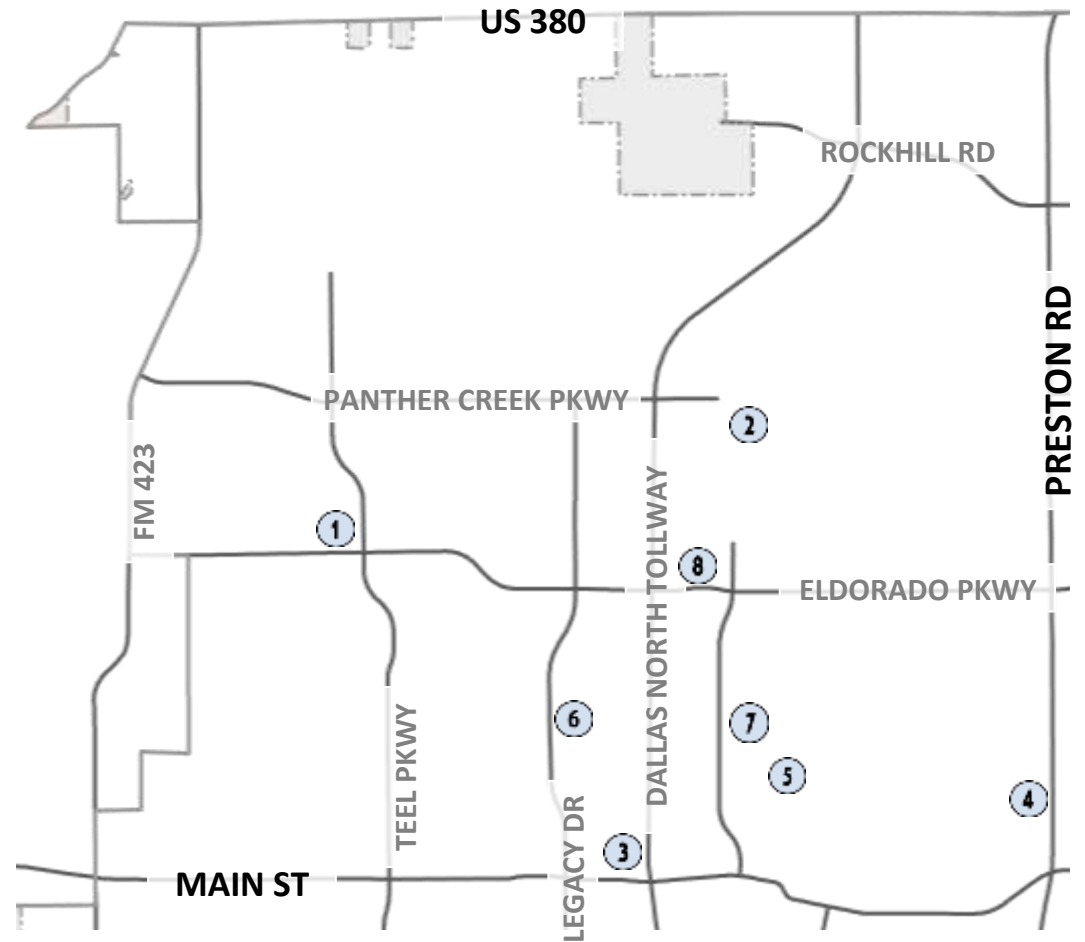 US 380
ROCKHILL RD
PRESTON RD
PANTHER CREEK PKWY
2
FM 423
DALLAS NORTH TOLLWAY
1
8
ELDORADO PKWY
6
7
TEEL PKWY
5
4
LEGACY DR
3
MAIN ST